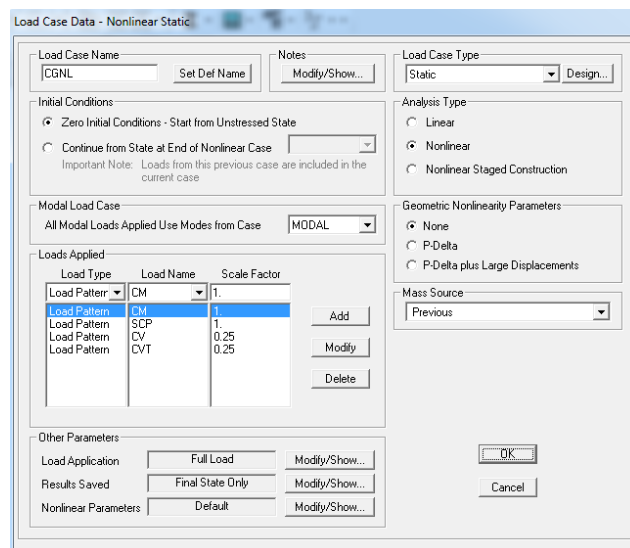 Load Case Data - Nonlinear Static
Load Case Name
CGNL
Set Def Name
Notes
Modify/Show...
Load Case Type
Static
Design...
Initial Conditions
Zero Initial Conditions - Start from Unstressed State
Continue from State at End of Nonlinear Case
Important Note: Loads from this previous case are included in the
current case
Analysis Type
Linear
Nonlinear
Nonlinear Staged Construction
Modal Load Case
All Modal Loads Applied Use Modes from Case
MODAL
Geometric Nonlinearity Parameters
None
P-Delta
P-Delta plus Large Displacements
Loads Applied
Load Type Load Name Scale Factor
Load Pattern CM 1.
Load Pattern CM 1.
Load Pattern SCP 1.
Load Pattern CV 0.25
Load Pattern CVT 0.25
Add
Modify
Delete
Mass Source
Previous
Other Parameters
Load Application Full Load Modify/Show...
Results Saved Final State Only Modify/Show...
Nonlinear Parameters Default Modify/Show...
OK
Cancel